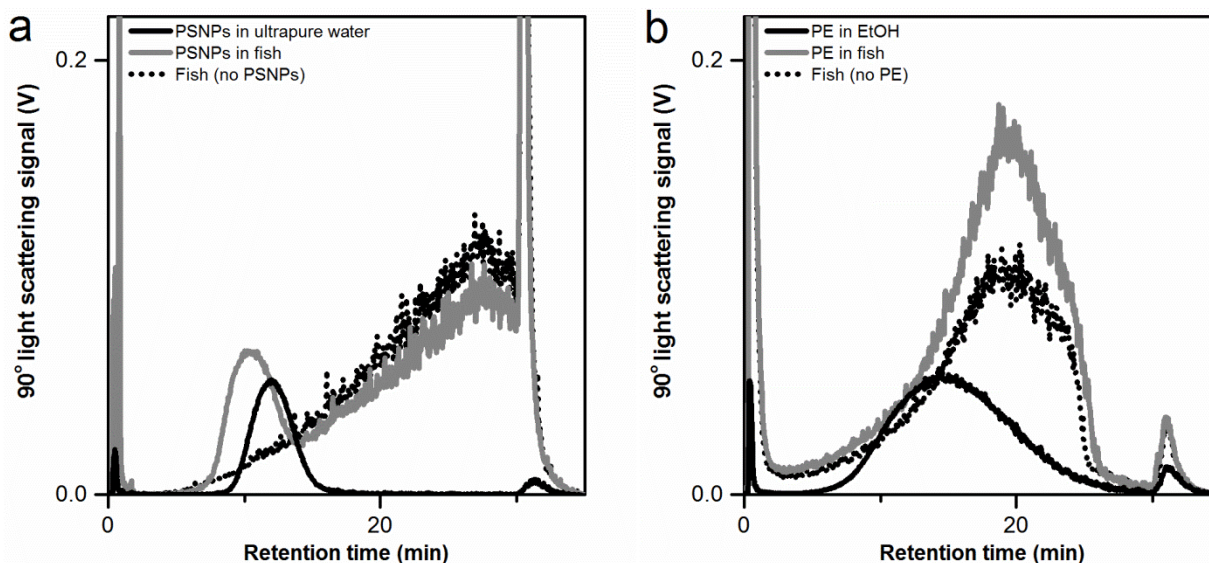 a
PSNPs in ultrapure water
PSNPs in fish
Fish (no PSNPs)
0.2
0.0
90° light scattering signal (V)
0
20
Retention time (min)
b
PE in EtOH
PE in fish
Fish (no PE)
0.2
0.0
90° light scattering signal (V)
0
20
Retention time (min)